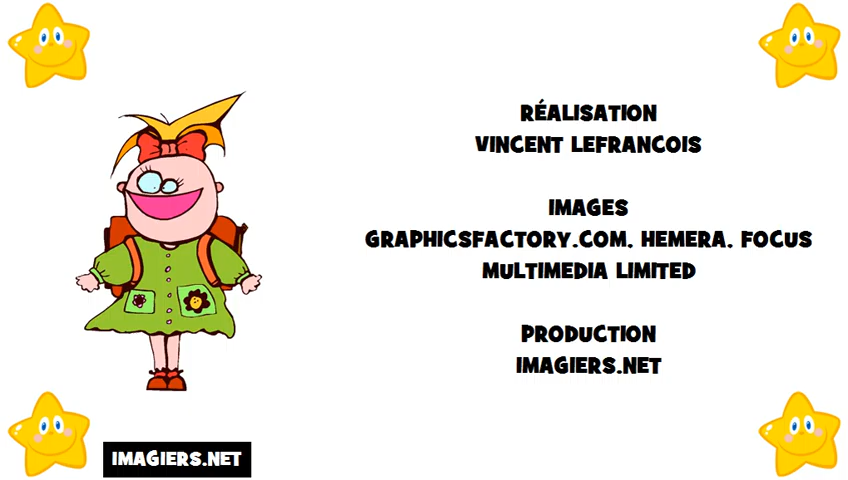 RÉALISATION
VINCENT LEFRANCOIS
IMAGES
GRAPHICSFACTORY.COM, HEMERA, FOCUS
MULTIMEDIA LIMITED
PRODUCTION
IMAGIERS.NET
IMAGIERS.NET